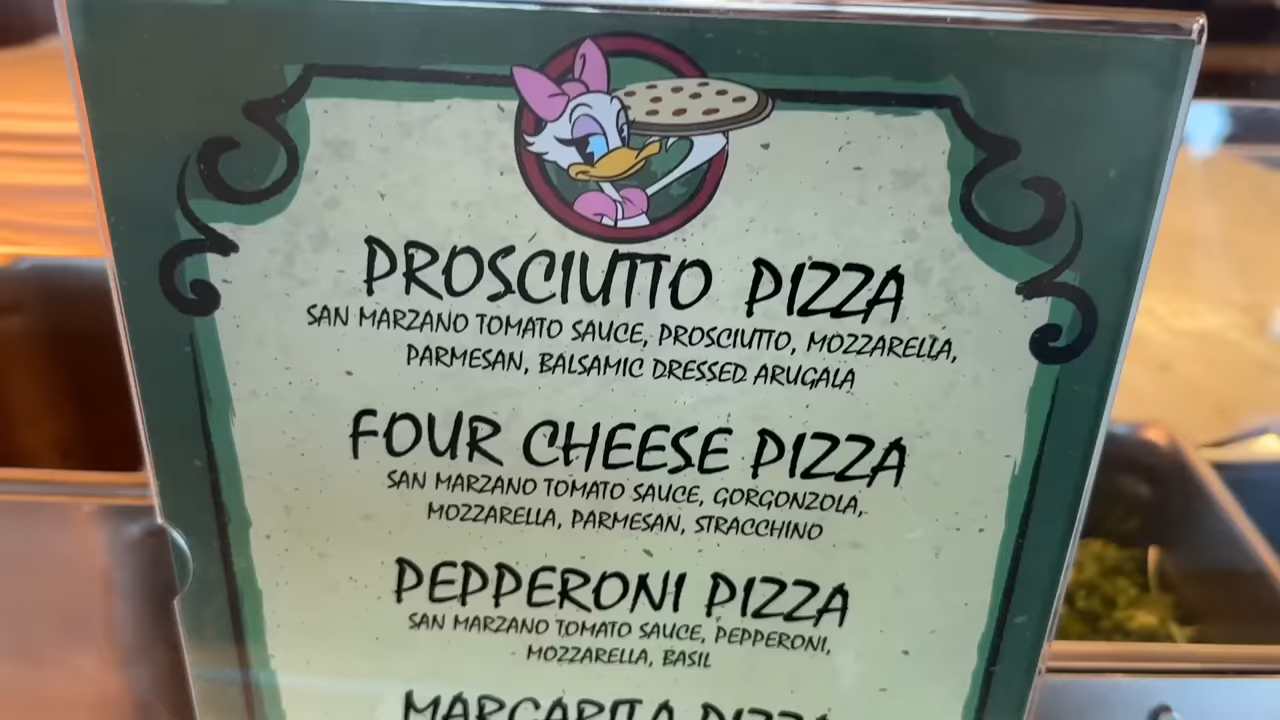 PROSCIUTTO PIZZA
SAN MARZANO TOMATO SAUCE, PROSCIUTTO, MOZZARELLA,
PARMESAN, BALSAMIC DRESSED ARUGALA
FOUR CHEESE PIZZA
SAN MARZANO TOMATO SAUCE, GORGONZOLA,
MOZZARELLA, PARMESAN, STRACCHINO
PEPPERONI PIZZA
SAN MARZANO TOMATO SAUCE, PEPPERONI,
MOZZARELLA, BASIL
MARGARITA PIZZA